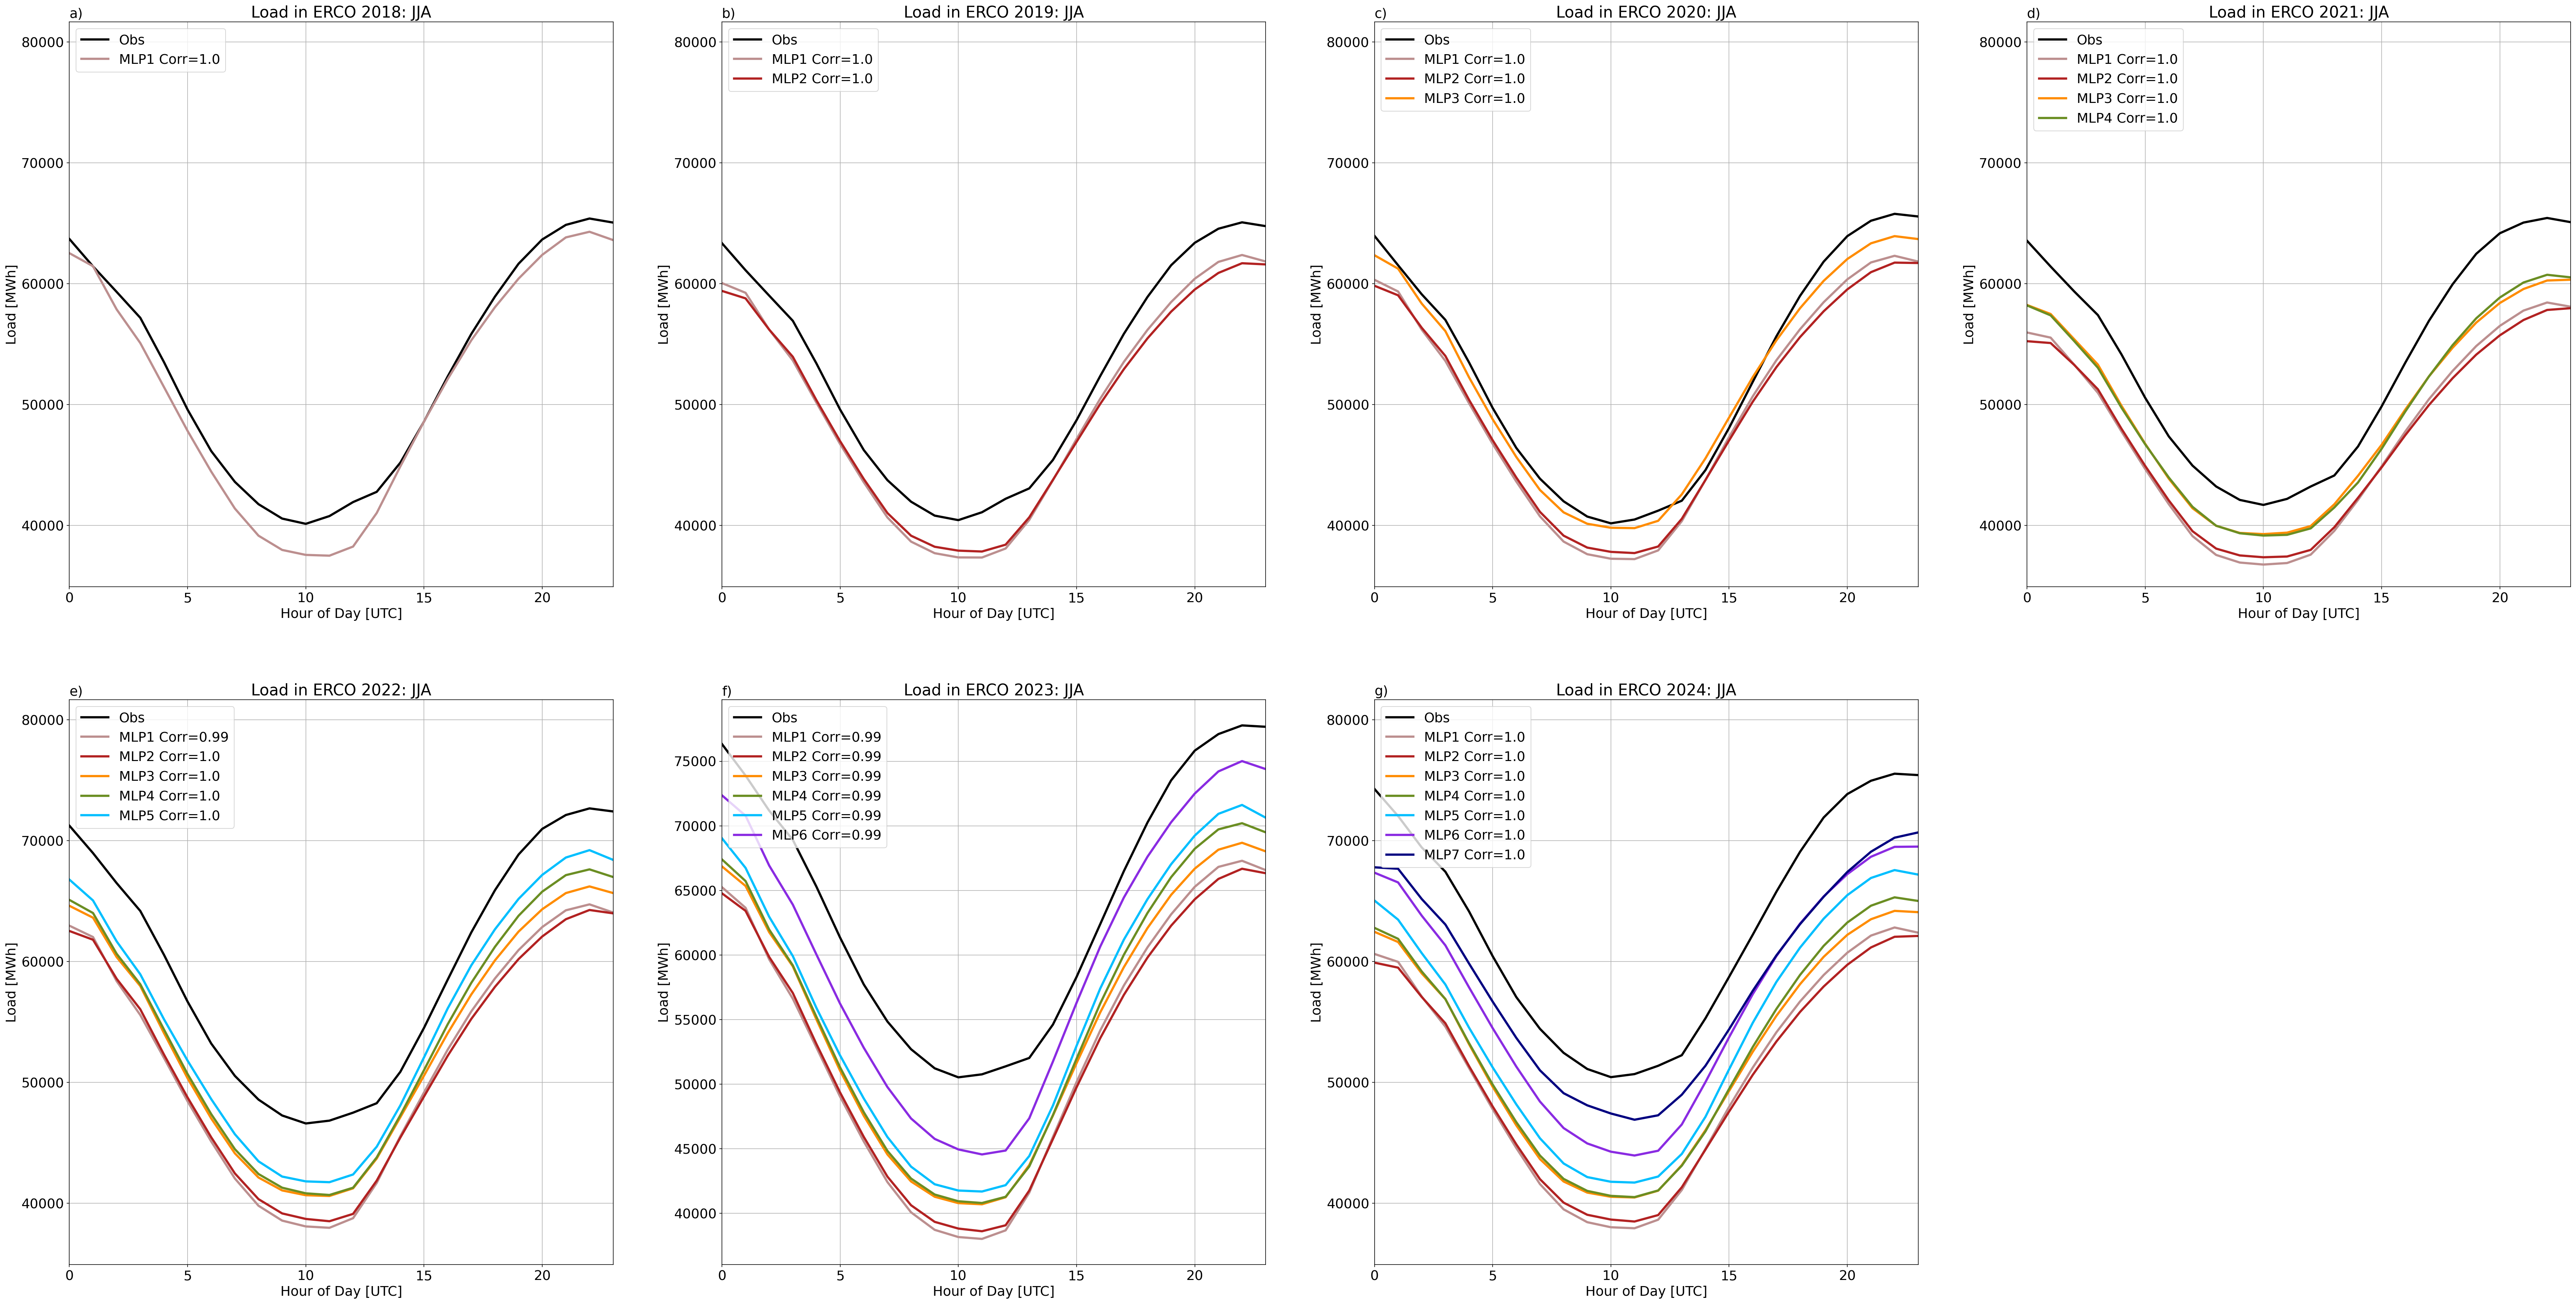 a)
Load in ERCO 2018: JJA
Obs
MLP1 Corr=1.0
80000
70000
60000
50000
40000
Load [MWh]
0 5 10 15 20
Hour of Day [UTC]
b)
Load in ERCO 2019: JJA
Obs
MLP1 Corr=1.0
MLP2 Corr=1.0
80000
70000
60000
50000
40000
Load [MWh]
0 5 10 15 20
Hour of Day [UTC]
c)
Load in ERCO 2020: JJA
Obs
MLP1 Corr=1.0
MLP2 Corr=1.0
MLP3 Corr=1.0
80000
70000
60000
50000
40000
Load [MWh]
0 5 10 15 20
Hour of Day [UTC]
d)
Load in ERCO 2021: JJA
Obs
MLP1 Corr=1.0
MLP2 Corr=1.0
MLP3 Corr=1.0
MLP4 Corr=1.0
80000
70000
60000
50000
40000
Load [MWh]
0 5 10 15 20
Hour of Day [UTC]
e)
Load in ERCO 2022: JJA
Obs
MLP1 Corr=0.99
MLP2 Corr=1.0
MLP3 Corr=1.0
MLP4 Corr=1.0
MLP5 Corr=1.0
80000
70000
60000
50000
40000
Load [MWh]
0 5 10 15 20
Hour of Day [UTC]
f)
Load in ERCO 2023: JJA
Obs
MLP1 Corr=0.99
MLP2 Corr=0.99
MLP3 Corr=0.99
MLP4 Corr=0.99
MLP5 Corr=0.99
MLP6 Corr=0.99
75000
70000
65000
60000
55000
50000
45000
40000
Load [MWh]
0 5 10 15 20
Hour of Day [UTC]
g)
Load in ERCO 2024: JJA
Obs
MLP1 Corr=1.0
MLP2 Corr=1.0
MLP3 Corr=1.0
MLP4 Corr=1.0
MLP5 Corr=1.0
MLP6 Corr=1.0
MLP7 Corr=1.0
80000
70000
60000
50000
40000
Load [MWh]
0 5 10 15 20
Hour of Day [UTC]